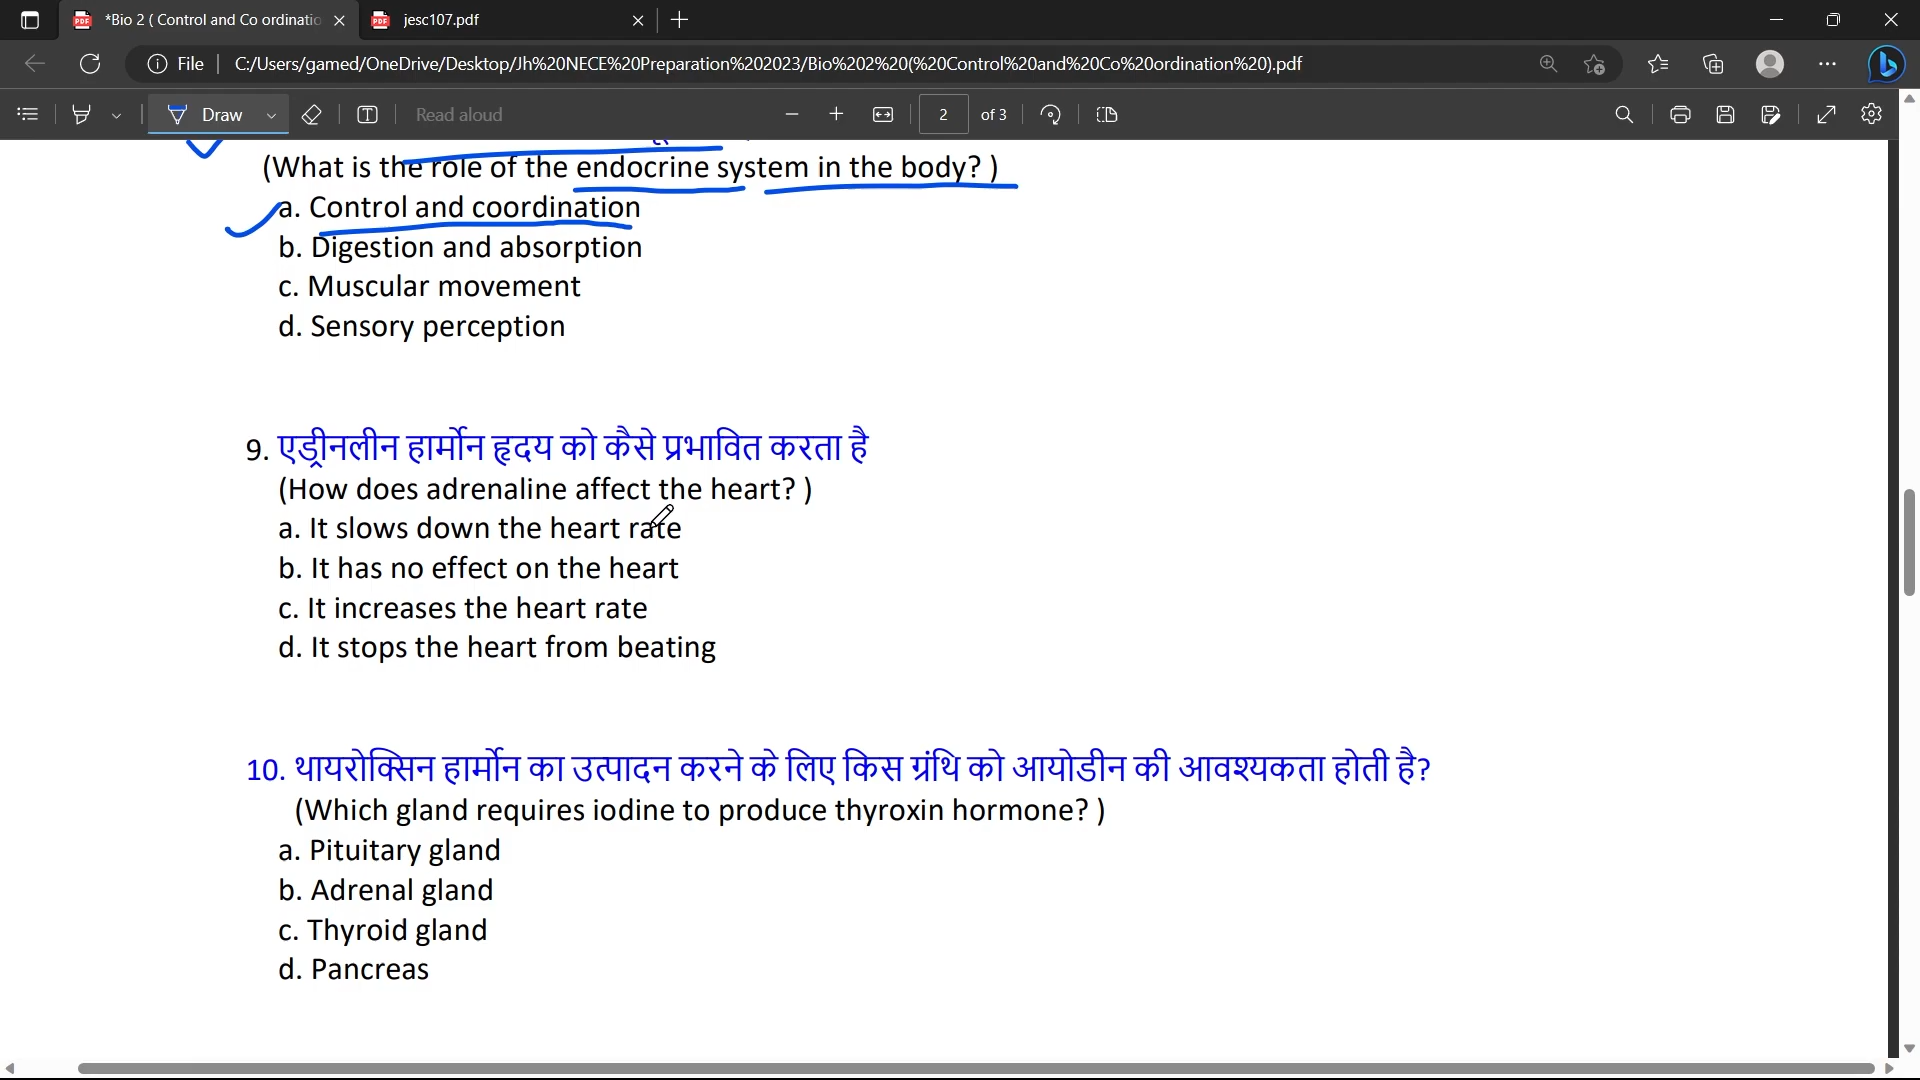 *Bio 2 ( Control and Co ordinatio
jesc107.pdf
File
C:/Users/gamed/OneDrive/Desktop/Jh%20NECE%20Preparation%202023/Bio%202%20(%20Control%20and%20Co%20ordination%20).pdf
Draw
Read aloud
2
of 3
(What is the role of the endocrine system in the body? )
a. Control and coordination
b. Digestion and absorption
c. Muscular movement
d. Sensory perception
9. एड्रीनलीन हार्मोन हृदय को कैसे प्रभावित करता है
(How does adrenaline affect the heart? )
a. It slows down the heart rate
b. It has no effect on the heart
c. It increases the heart rate
d. It stops the heart from beating
10. थायरोक्सिन हार्मोन का उत्पादन करने के लिए किस ग्रंथि को आयोडीन की आवश्यकता होती है?
(Which gland requires iodine to produce thyroxin hormone? )
a. Pituitary gland
b. Adrenal gland
c. Thyroid gland
d. Pancreas